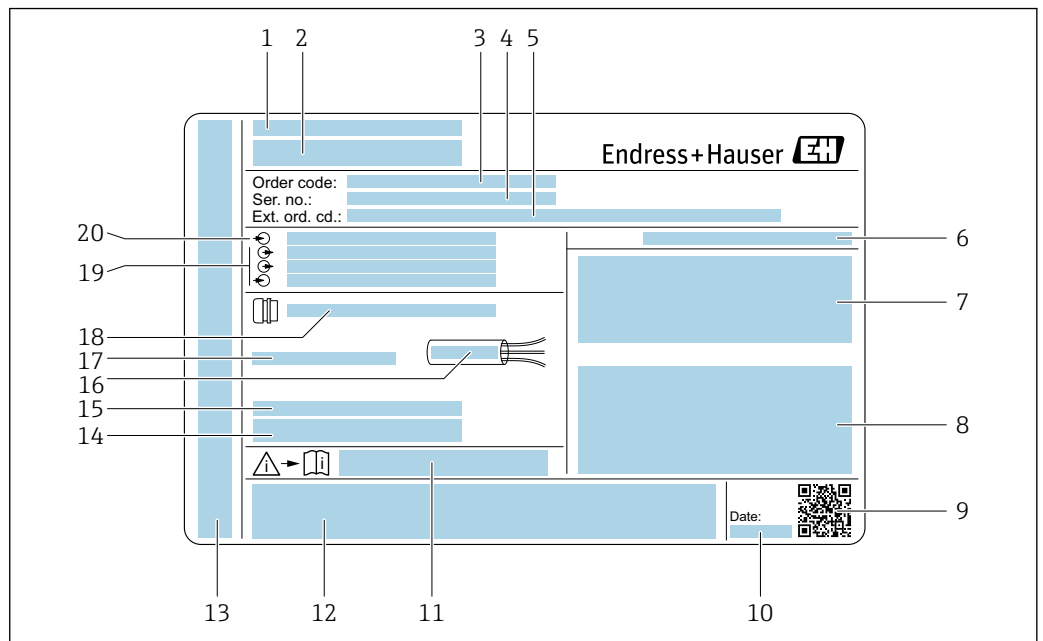 1 2 3 4 5
Endress+Hauser EH
Order code:
Ser. no.:
Ext. ord. cd.:
20
19
6
7
i i
18
17
16
15
14
8
9
Date:
13 12 11 10